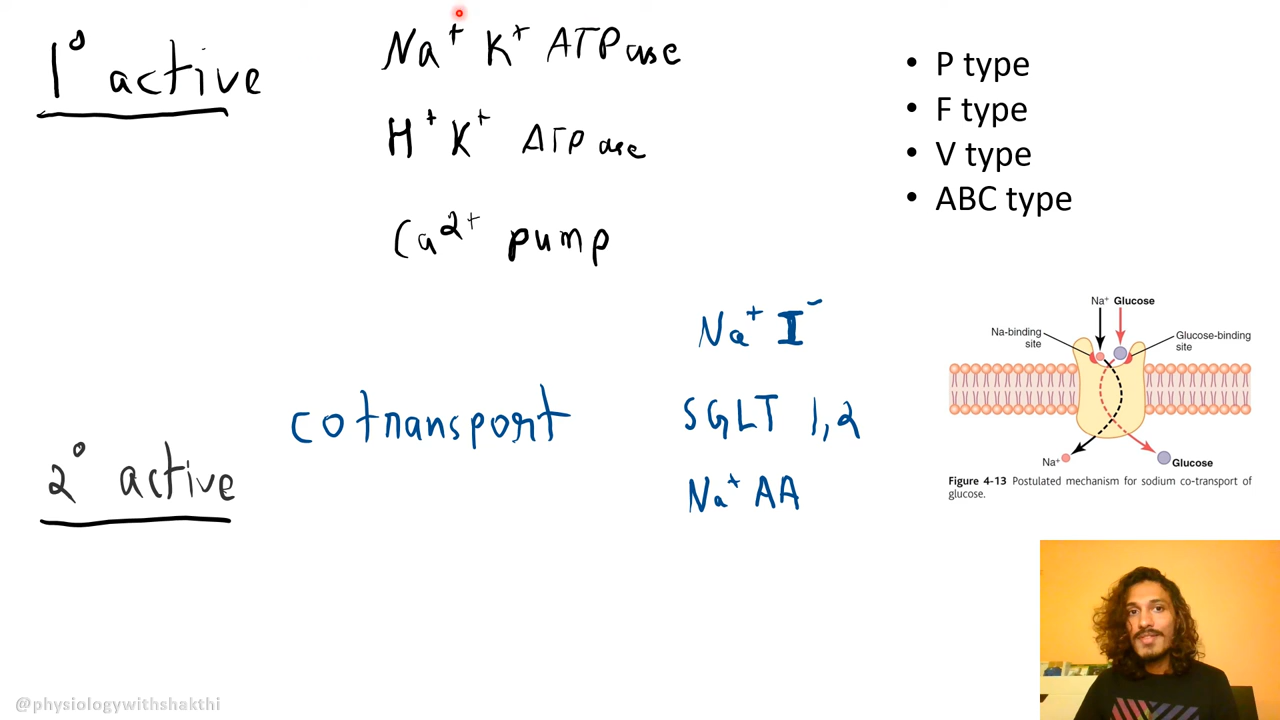 1° active
Na⁺ K⁺ ATPase
H⁺ K⁺ ATPase
Ca²⁺ pump
• P type
• F type
• V type
• ABC type
2° active
cotransport
Na⁺ I⁻
SGLT 1,2
Na⁺ AA
Na⁺ Glucose
Na-binding
site
Glucose-binding
site
Na⁺
Glucose
Figure 4-13 Postulated mechanism for sodium co-transport of
glucose.
@physiologywithshakthi